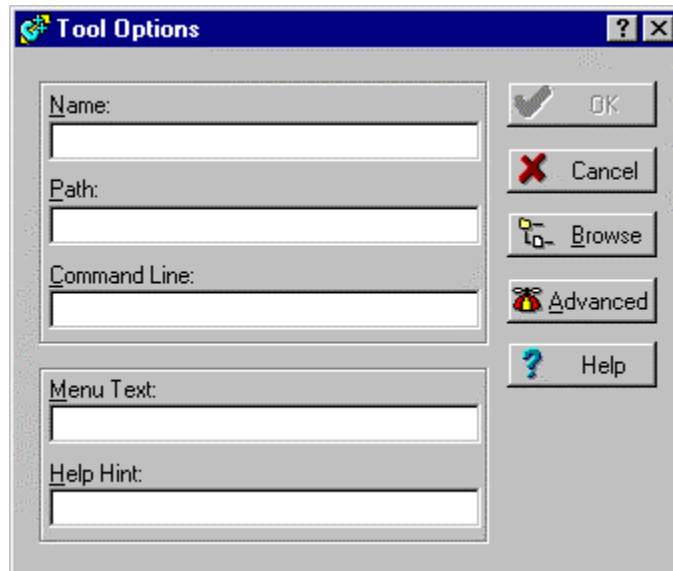 Tool Options
Name:
OK
Path:
Cancel
Browse
Command Line:
Advanced
Help
Menu Text:
Help Hint: